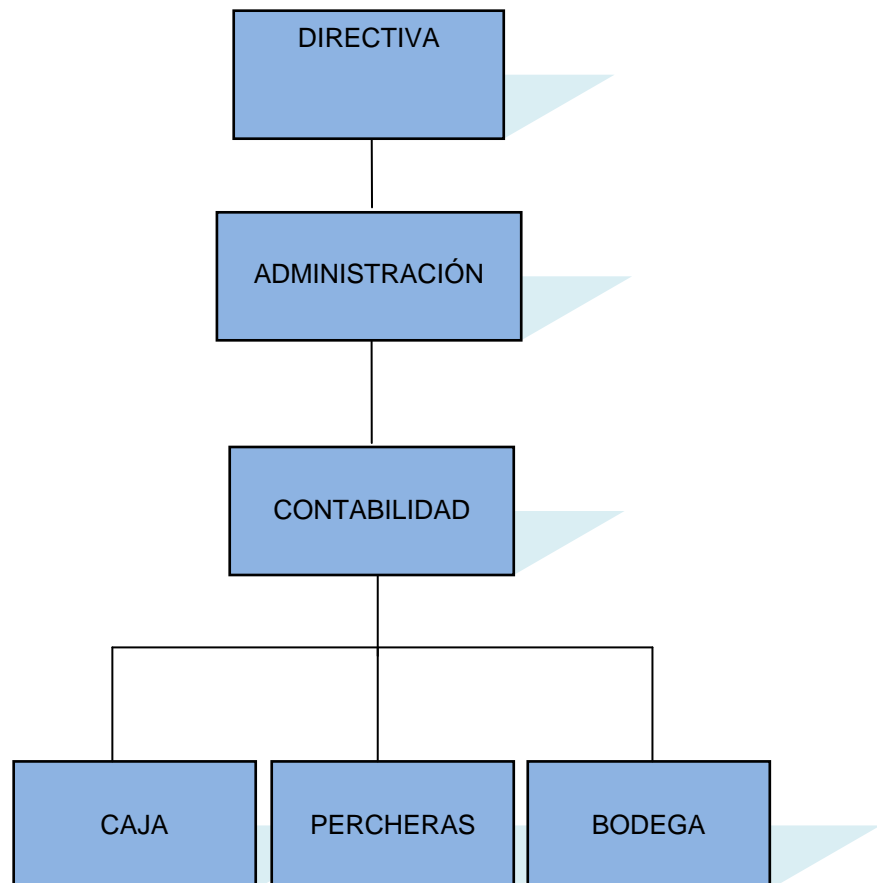 DIRECTIVA
ADMINISTRACIÓN
CONTABILIDAD
CAJA
PERCHERAS
BODEGA